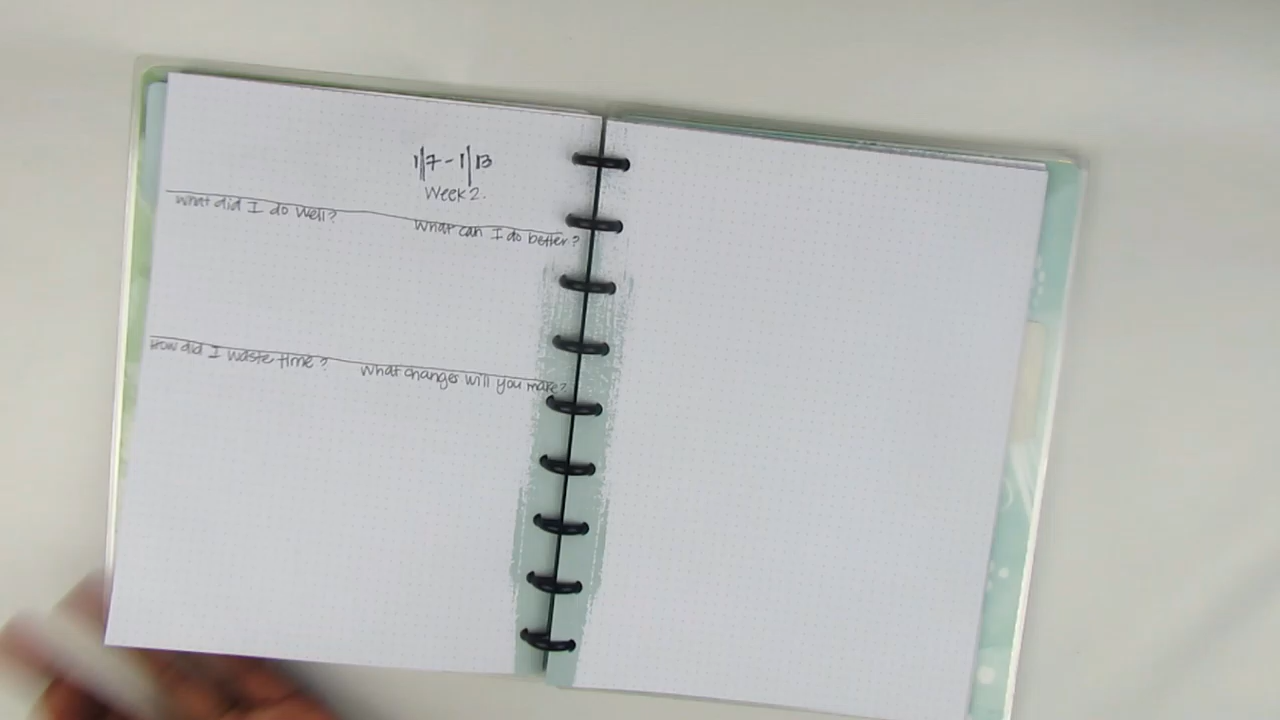 1/7 - 1/13
Week 2.
What did I do well?
What can I do better?
How did I waste time?
What changes will you make?